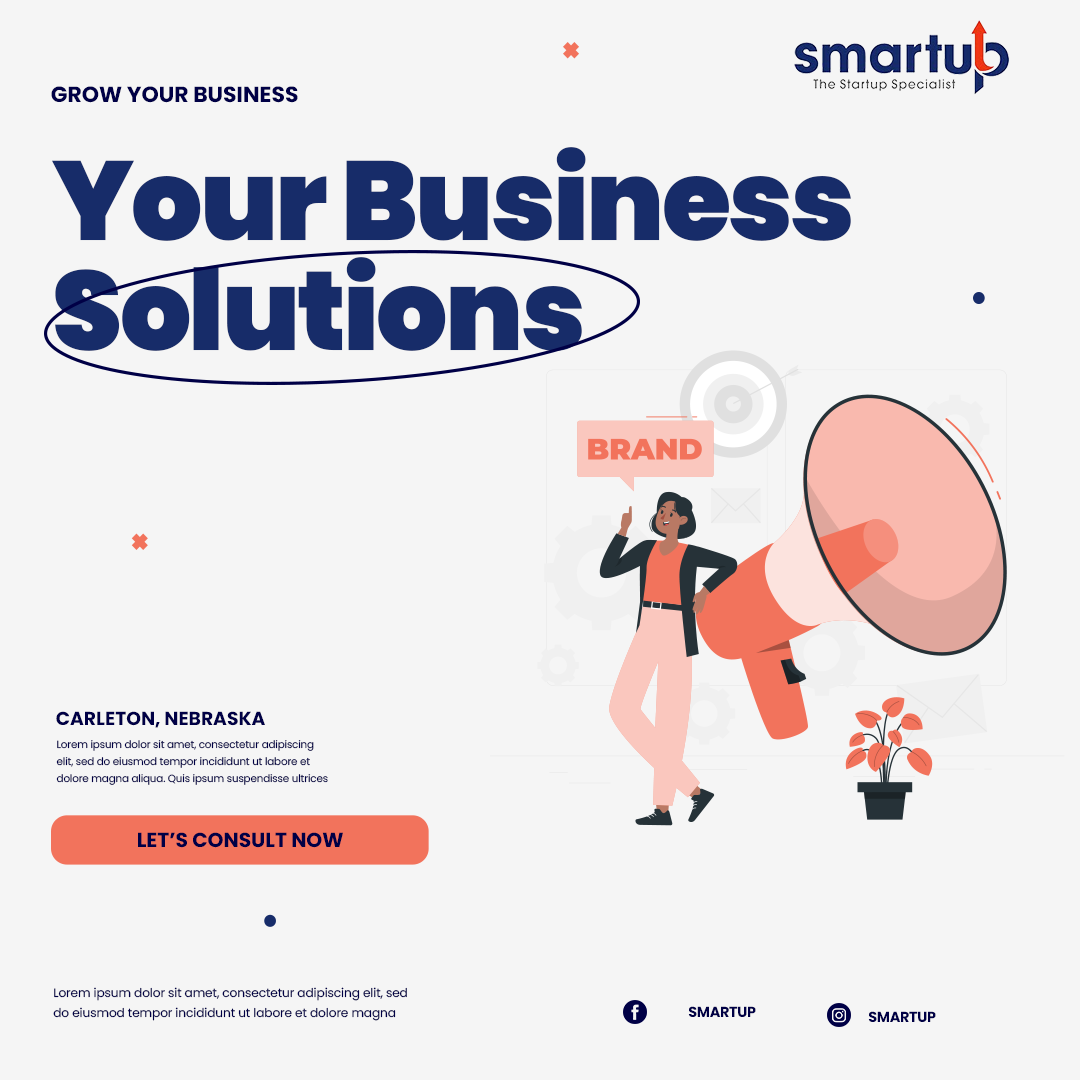 smartup
The Startup Specialist
GROW YOUR BUSINESS
Your Business
Solutions
BRAND
CARLETON, NEBRASKA
Lorem ipsum dolor sit amet, consectetur adipiscing
elit, sed do eiusmod tempor incididunt ut labore et
dolore magna aliqua. Quis ipsum suspendisse ultrices
LET’S CONSULT NOW
Lorem ipsum dolor sit amet, consectetur adipiscing elit, sed
do eiusmod tempor incididunt ut labore et dolore magna
SMARTUP
SMARTUP